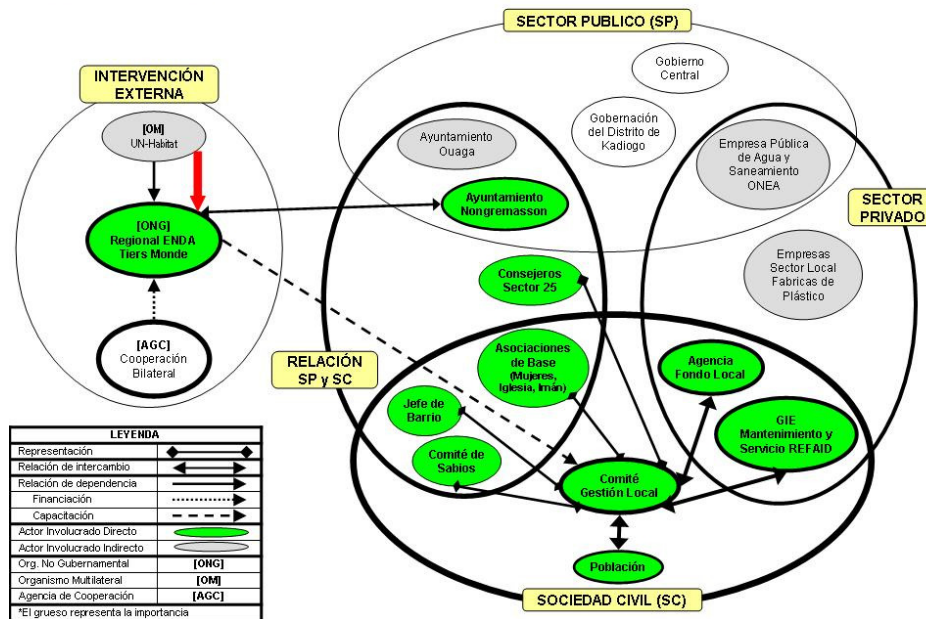 SECTOR PUBLICO (SP)
Gobierno
Central
INTERVENCIÓN
EXTERNA
[OM]
UN-Habitat
Gobernación
del Distrito de
Kadiogo
Ayuntamiento
Ouaga
Empresa Pública
de Agua y
Saneamiento
ONEA
Ayuntamiento
Nongremasson
SECTOR
PRIVADO
[ONG]
Regional ENDA
Tiers Monde
Empresas
Sector Local
Fabricas de
Plástico
Consejeros
Sector 25
[AGC]
Cooperación
Bilateral
RELACIÓN
SP y SC
Asociaciones
de Base
(Mujeres,
Iglesia, Imán)
Agencia
Fondo Local
Jefe de
Barrio
GIE
Mantenimiento y
Servicio REFAID
Comité de
Sabios
Comité
Gestión Local
Población
SOCIEDAD CIVIL (SC)
LEYENDA
Representación
Relación de intercambio
Relación de dependencia
Financiación
Capacitación
Actor Involucrado Directo
Actor Involucrado Indirecto
Org. No Gubernamental [ONG]
Organismo Multilateral [OM]
Agencia de Cooperación [AGC]
*El grueso representa la importancia